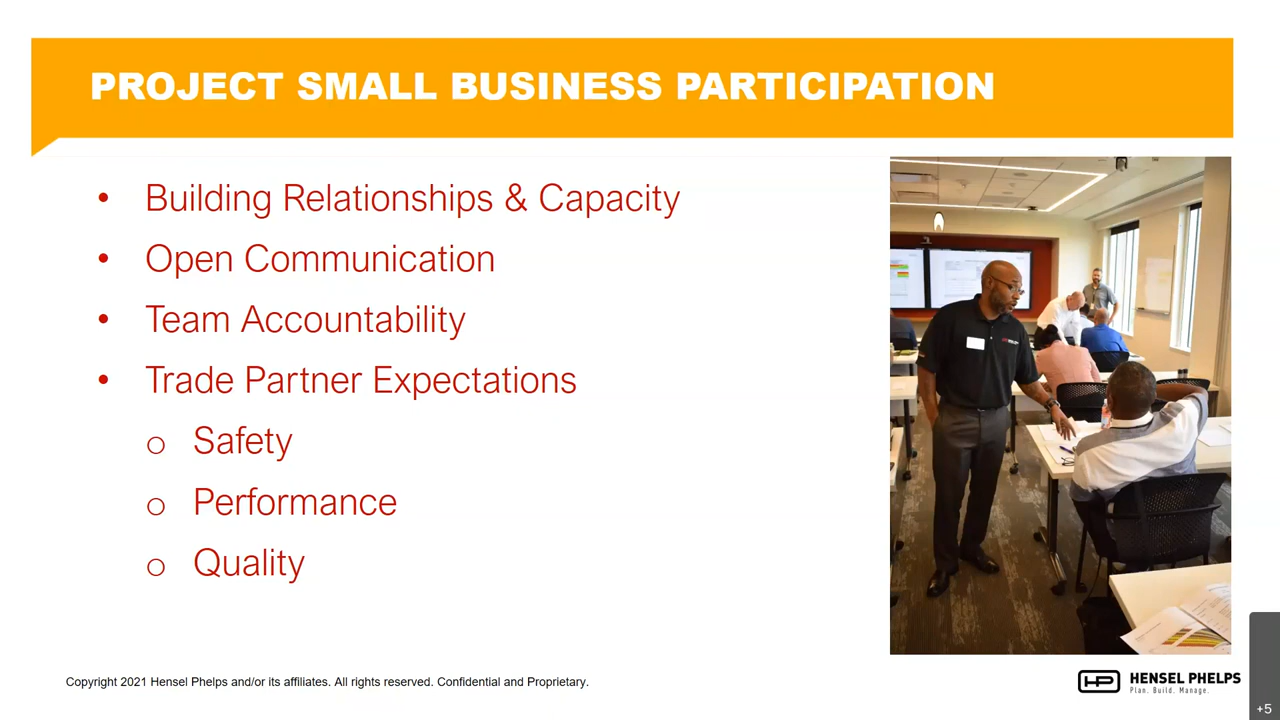 PROJECT SMALL BUSINESS PARTICIPATION
• Building Relationships & Capacity
• Open Communication
• Team Accountability
• Trade Partner Expectations
o Safety
o Performance
o Quality
Copyright 2021 Hensel Phelps and/or its affiliates. All rights reserved. Confidential and Proprietary.
HP HENSEL PHELPS
Plan. Build. Manage.
+5